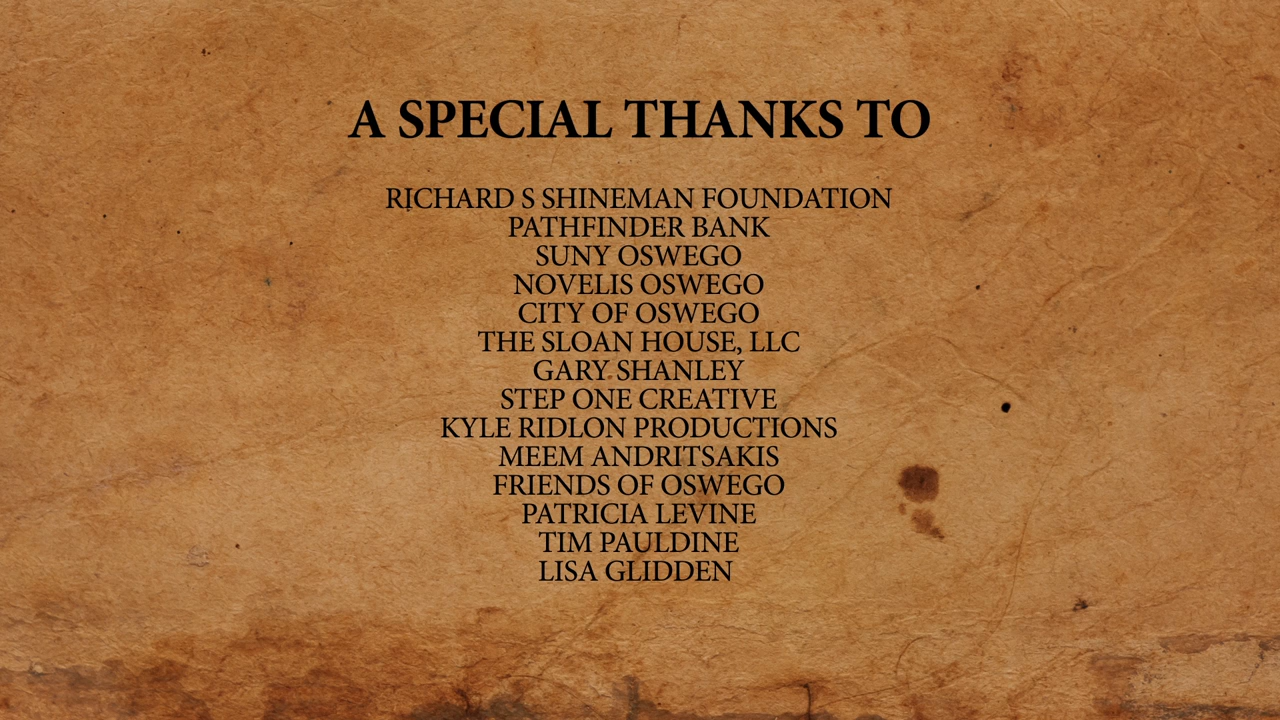 A SPECIAL THANKS TO
RICHARD S SHINEMAN FOUNDATION
PATHFINDER BANK
SUNY OSWEGO
NOVELIS OSWEGO
CITY OF OSWEGO
THE SLOAN HOUSE, LLC
GARY SHANLEY
STEP ONE CREATIVE
KYLE RIDLON PRODUCTIONS
MEEM ANDRITSAKIS
FRIENDS OF OSWEGO
PATRICIA LEVINE
TIM PAULDINE
LISA GLIDDEN